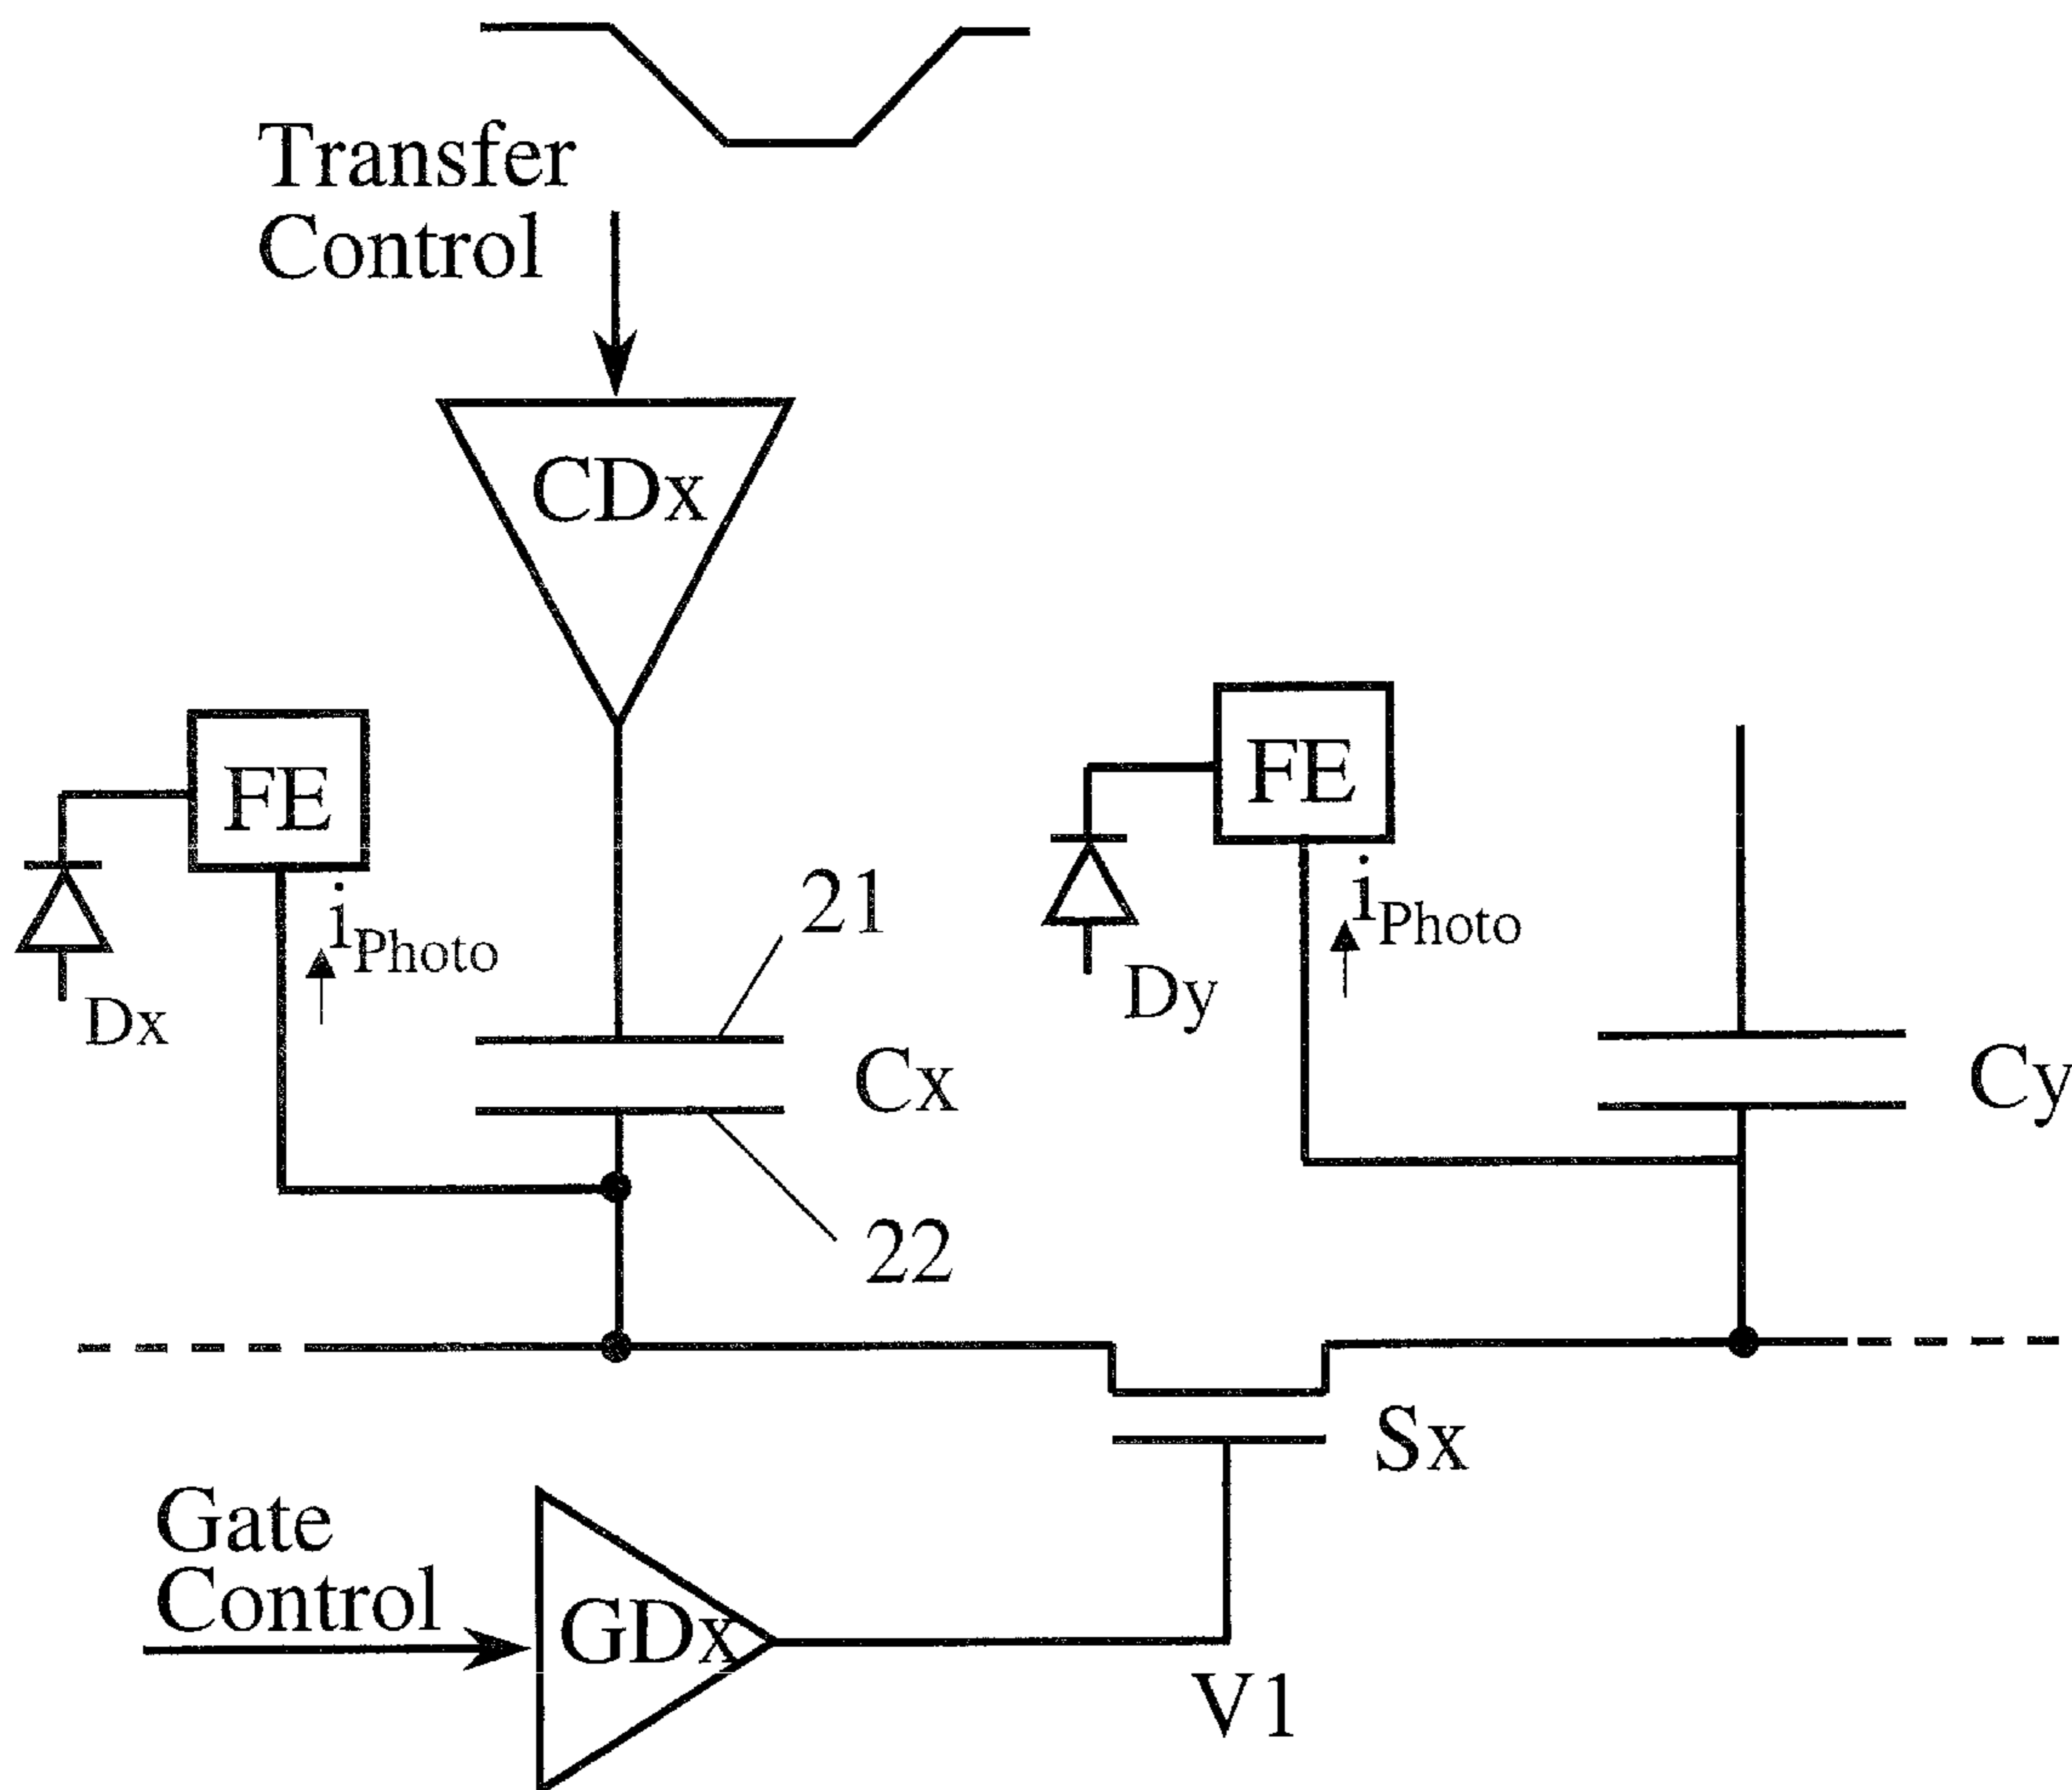 Transfer
Control
CDx
FE
FE
iPhoto
iPhoto
21
Dx
Dy
Cx
Cy
22
Sx
Gate
Control
GDx
V1